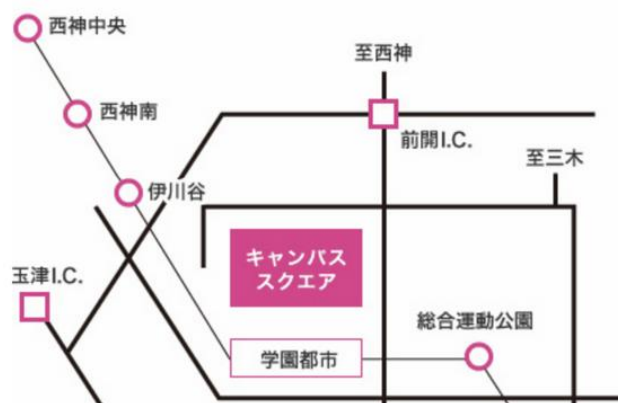 西神中央
至西神
西神南
前開I.C.
至三木
伊川谷
キャンパス
スクエア
玉津I.C.
総合運動公園
学園都市